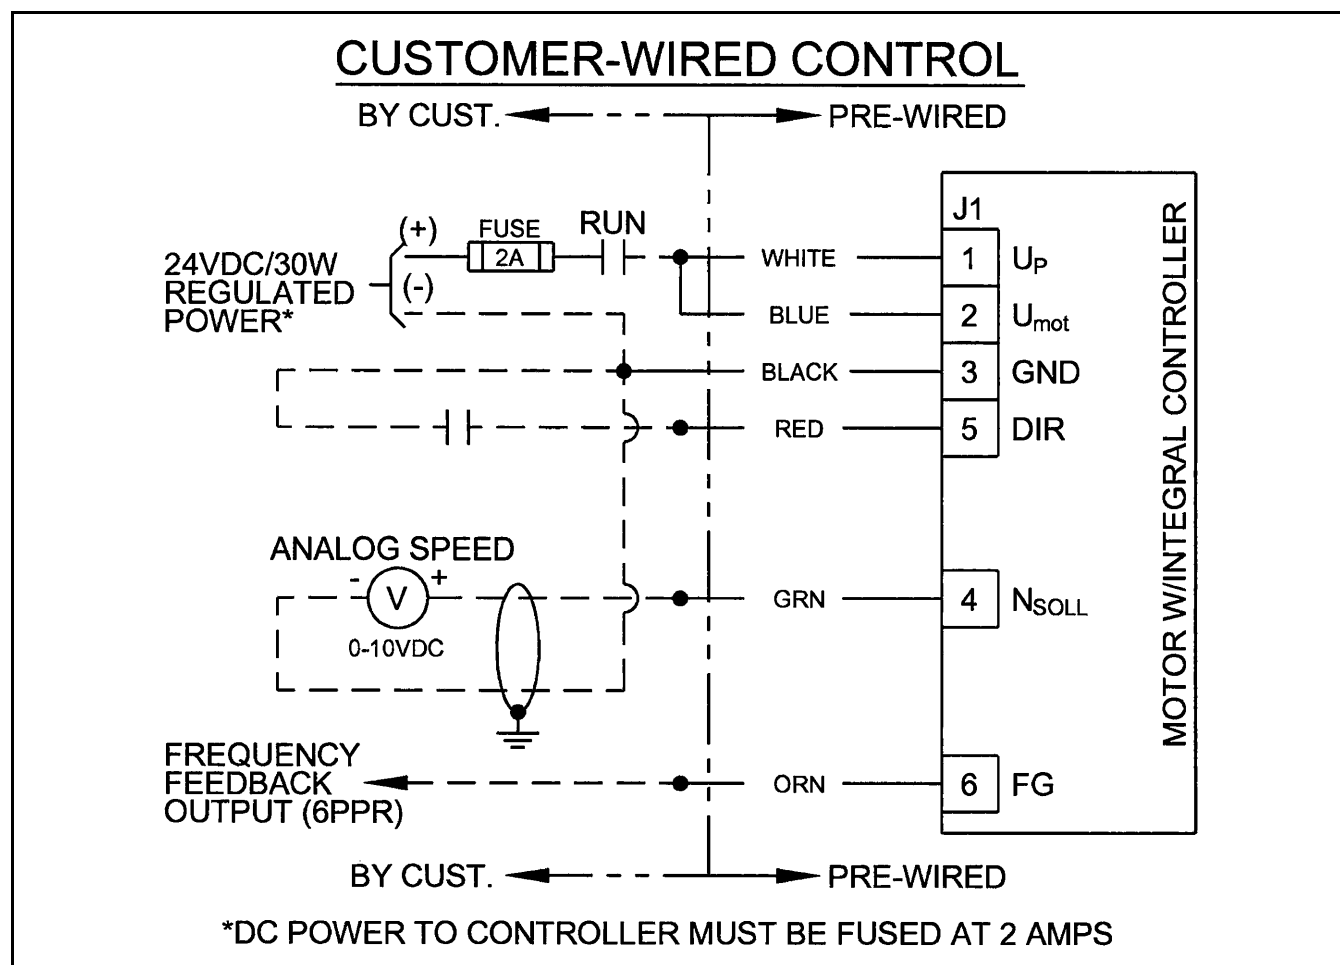 CUSTOMER-WIRED CONTROL
BY CUST.
PRE-WIRED
J1
24VDC/30W
REGULATED
POWER*
(+)
(-)
FUSE
2A
RUN
WHITE
1
UP
BLUE
2
Umot
BLACK
3
GND
RED
5
DIR
ANALOG SPEED
-
V
+
0-10VDC
GRN
4
NSOLL
FREQUENCY
FEEDBACK
OUTPUT (6PPR)
ORN
6
FG
MOTOR W/INTEGRAL CONTROLLER
BY CUST.
PRE-WIRED
*DC POWER TO CONTROLLER MUST BE FUSED AT 2 AMPS